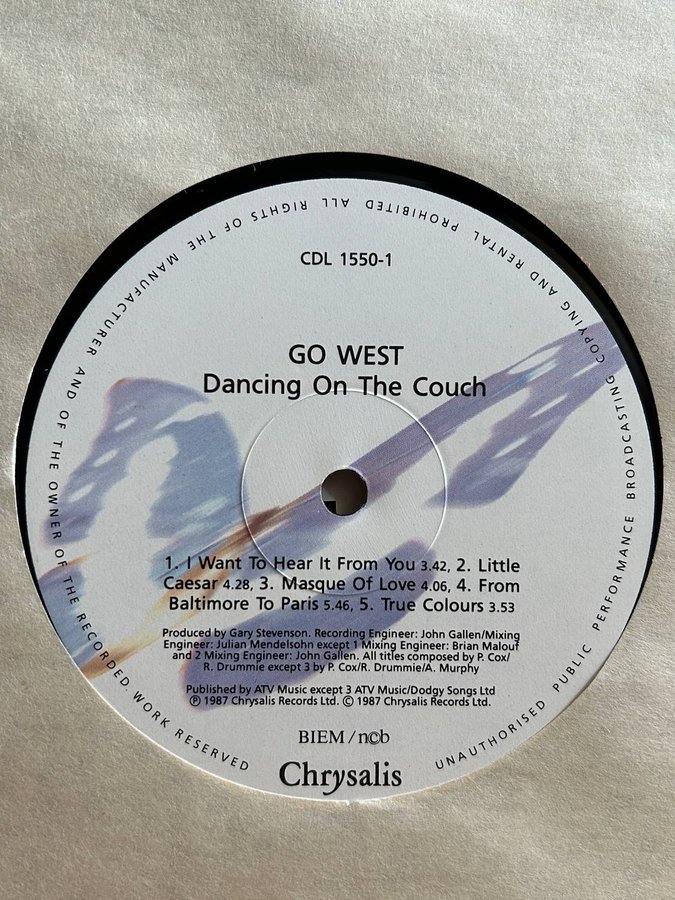 CDL 1550-1
GO WEST
Dancing On The Couch
1. I Want To Hear It From You 3.42, 2. Little
Caesar 4.28, 3. Masque Of Love 4.06, 4. From
Baltimore To Paris 5.46, 5. True Colours 3.53
Produced by Gary Stevenson. Recording Engineer: John Gallen/Mixing
Engineer: Julian Mendelsohn except 1 Mixing Engineer: Brian Malouf
and 2 Mixing Engineer: John Gallen. All titles composed by P. Cox/
R. Drummie except 3 by P. Cox/R. Drummie/A. Murphy
Published by ATV Music except 3 ATV Music/Dodgy Songs Ltd
℗ 1987 Chrysalis Records Ltd. © 1987 Chrysalis Records Ltd.
BIEM / n©b
Chrysalis
ALL RIGHTS OF THE MANUFACTURER AND OF THE OWNER OF THE RECORDED WORK RESERVED UNAUTHORISED PUBLIC PERFORMANCE BROADCASTING COPYING AND RENTAL PROHIBITED